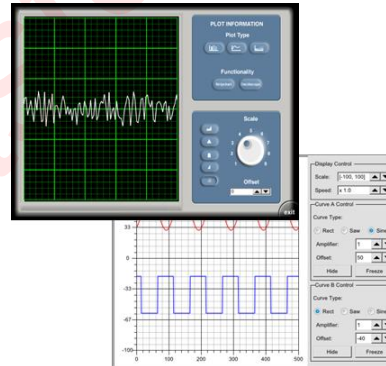 PLOT INFORMATION
Plot Type
Functionality
Scale
Offset
exit
Display Control
Scale: [-100, 100]
Speed: x 1.0
Curve A Control
Curve Type:
Rect Saw Sine
Amplifier: 1
Offset: 50
Hide Freeze
Curve B Control
Curve Type:
Rect Saw Sine
Amplifier: 1
Offset: -40
Hide Freeze
33
0
-33
-67
-100
0 100 200 300 400 500